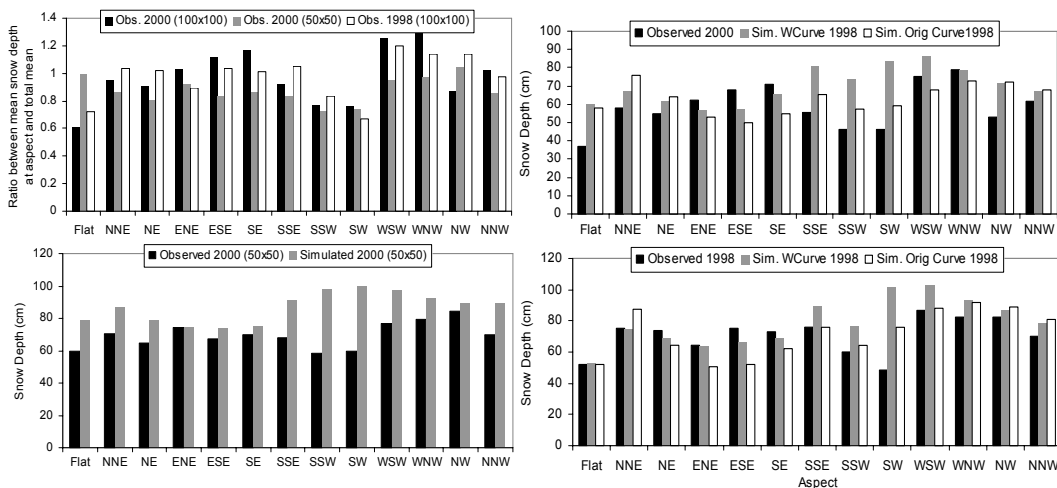 Obs. 2000 (100x100) Obs. 2000 (50x50) Obs. 1998 (100x100)
Ratio between mean snow depth
at aspect and total mean
1.4
1.2
1
0.8
0.6
0.4
0.2
0
Flat NNE NE ENE ESE SE SSE SSW SW WSW WNW NW NNW
Observed 2000 Sim. WCurve 1998 Sim. Orig Curve1998
Snow Depth (cm)
100
90
80
70
60
50
40
30
20
10
0
Flat NNE NE ENE ESE SE SSE SSW SW WSW WNW NW NNW
Observed 2000 (50x50) Simulated 2000 (50x50)
Snow Depth (cm)
120
100
80
60
40
20
0
Flat NNE NE ENE ESE SE SSE SSW SW WSW WNW NW NNW
Observed 1998 Sim. WCurve 1998 Sim. Orig Curve 1998
Snow Depth (cm)
120
100
80
60
40
20
0
Flat NNE NE ENE ESE SE SSE SSW SW WSW WNW NW NNW
Aspect